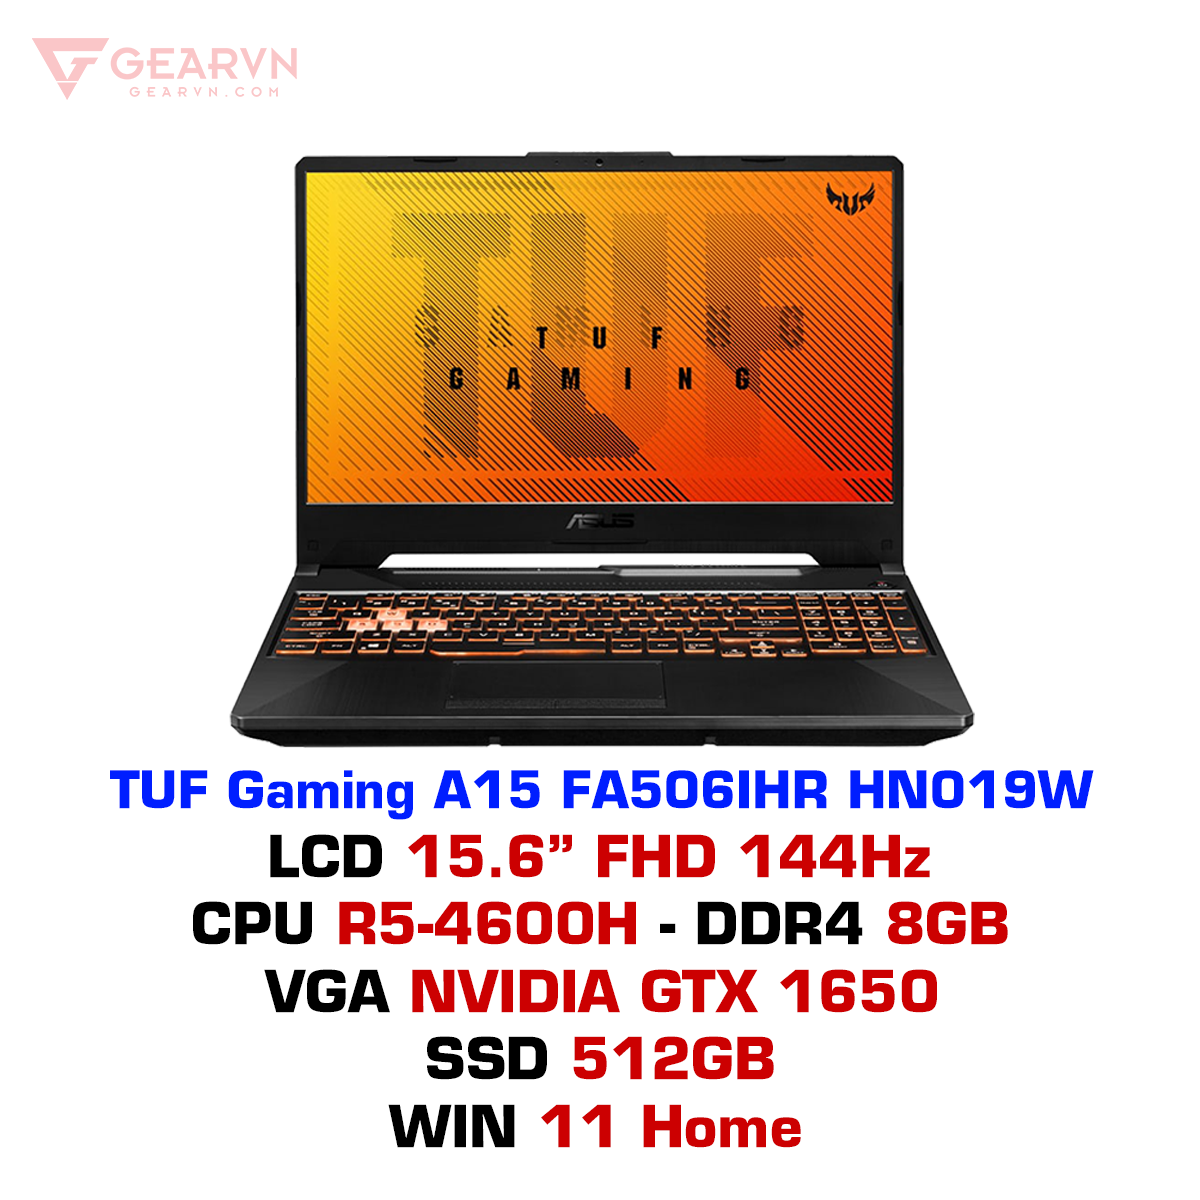 GEARVN
GEARVN.COM
TUF
TUF
GAMING
ASUS
TUF Gaming A15 FA506IHR HN019W
LCD 15.6” FHD 144Hz
CPU R5-4600H - DDR4 8GB
VGA NVIDIA GTX 1650
SSD 512GB
WIN 11 Home